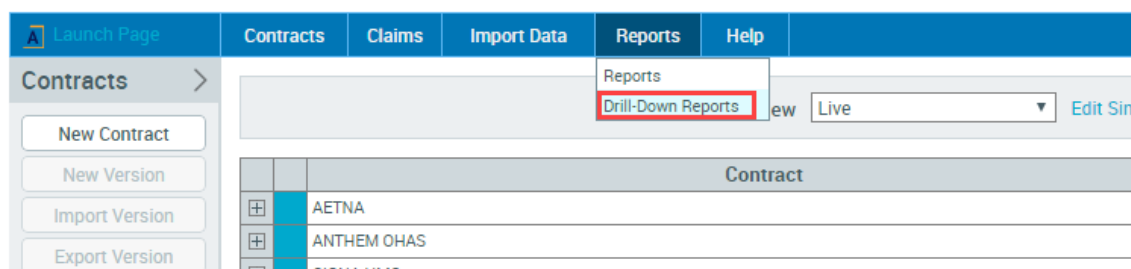 A Launch Page
Contracts Claims Import Data Reports Help
Contracts
Reports
Drill-Down Reports
ew Live Edit Sin
New Contract
New Version
Import Version
Export Version
Contract
AETNA
ANTHEM OHAS